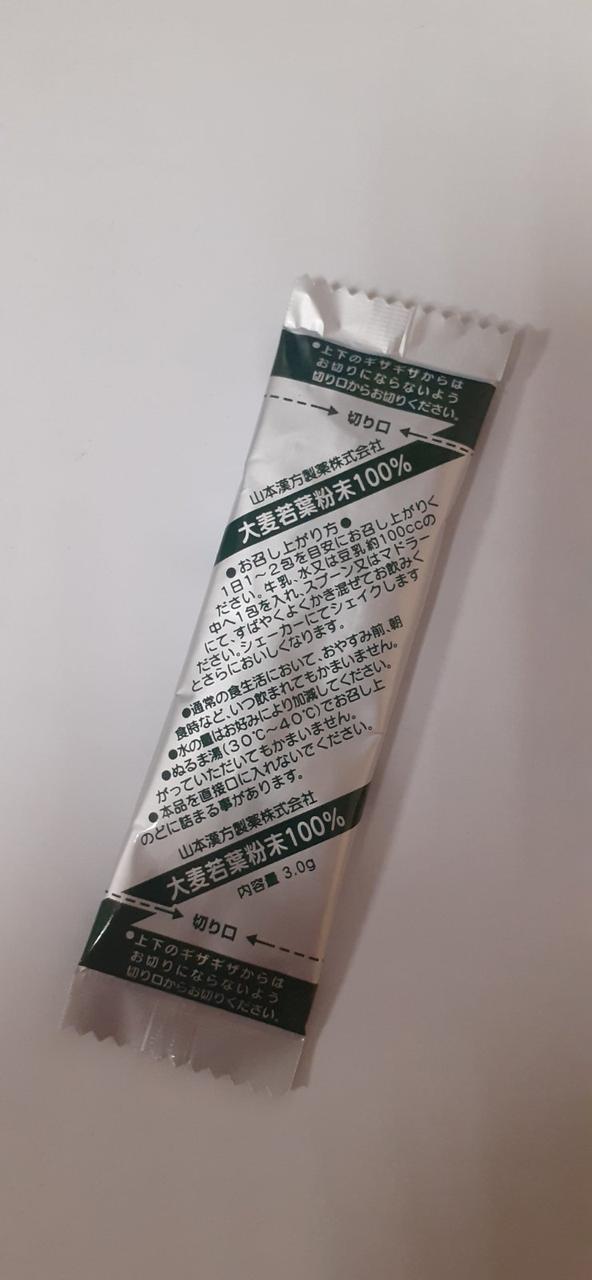 ●上下のギザギザからは
お切りにならないよう
切り口からお切りください。
切り口
山本漢方製薬株式会社
大麦若葉粉末100%
●お召し上がり方●
1日1~2包を目安にお召し上がりく
ださい。牛乳、水又は豆乳約100ccの
中へ1包を入れ、スプーン又はマドラー
にて、すばやくよくかき混ぜてお飲みく
ださい。シェーカーにてシェイクします
とさらにおいしくなります。
●通常の食生活において、おやすみ前、朝
食時など、いつ飲まれてもかまいません。
●水の量はお好みにより加減してください。
●ぬるま湯(30℃~40℃)でお召し上
がっていただいてもかまいません。
●本品を直接口に入れないでください。
のどに詰まる事があります。
山本漢方製薬株式会社
大麦若葉粉末100%
内容量 3.0g
切り口
●上下のギザギザからは
お切りにならないよう
切り口からお切りください。